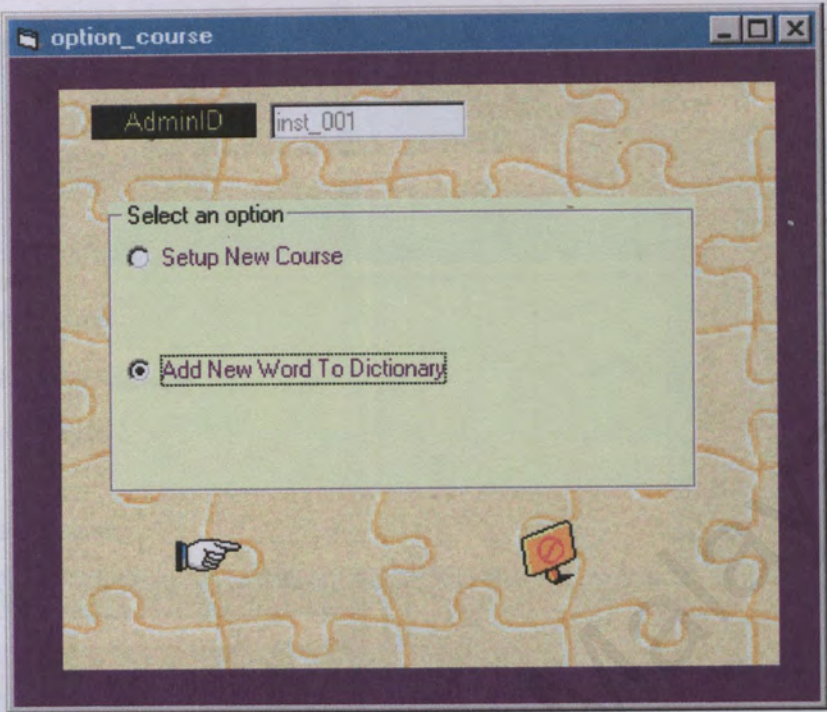 option_course
AdminID inst_001
Select an option
Setup New Course
Add New Word To Dictionary